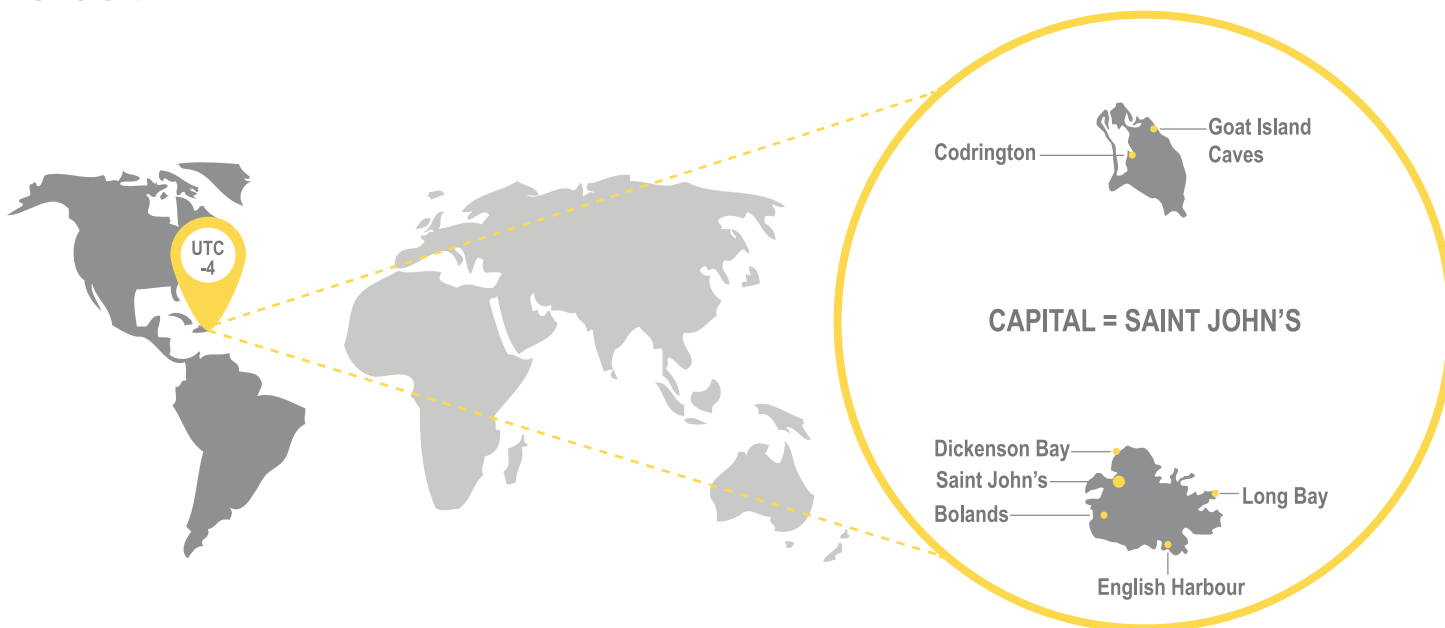 UTC
-4
Codrington
Goat Island
Caves
CAPITAL = SAINT JOHN’S
Dickenson Bay
Saint John’s
Bolands
Long Bay
English Harbour